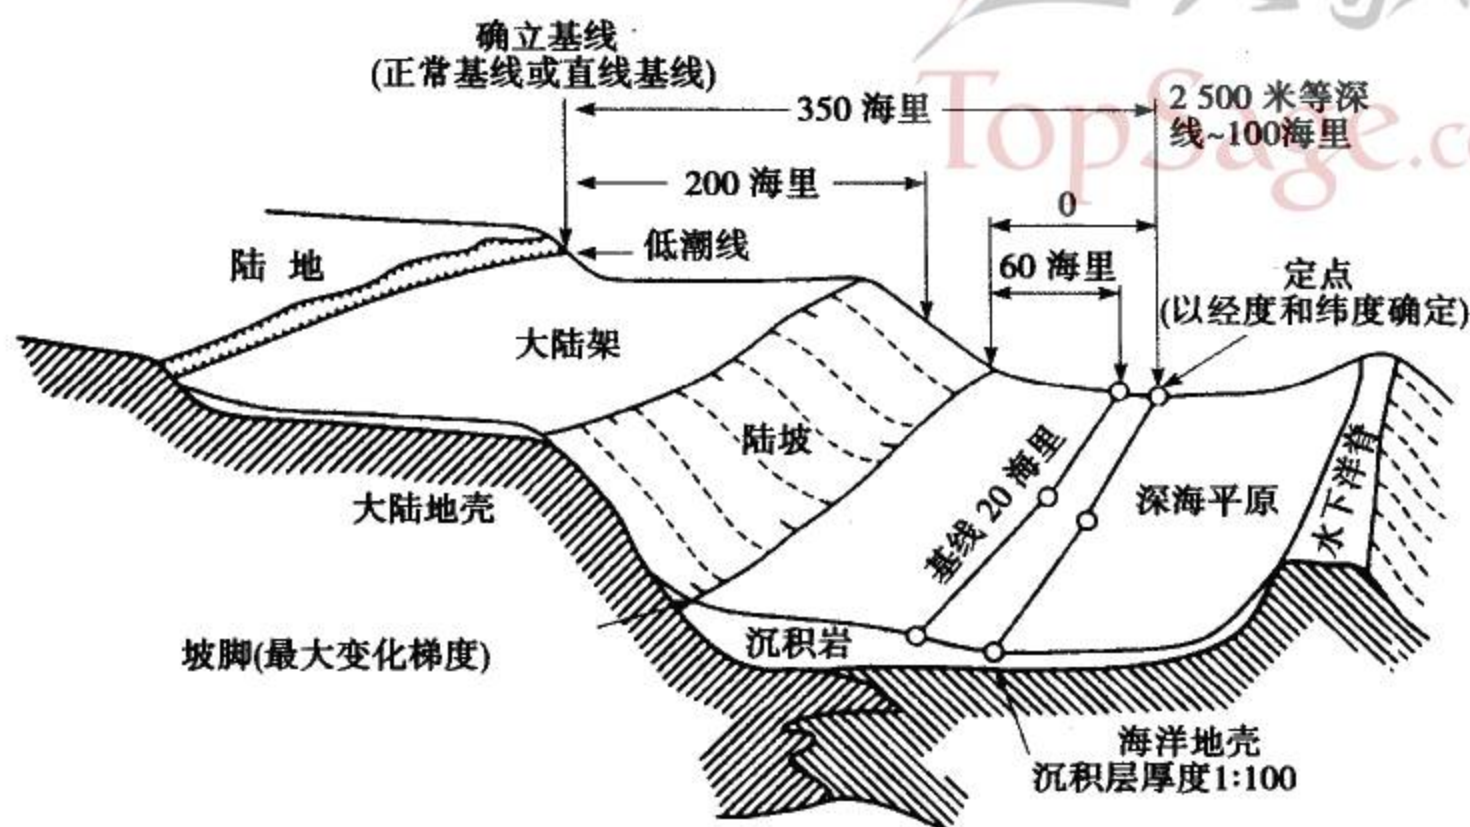 确立基线
(正常基线或直线基线)
350 海里
2 500 米等深
线~100海里
TopSage.c
200 海里
0
低潮线
60 海里
陆 地
定点
(以经度和纬度确定)
大陆架
陆坡
基线 20 海里
深海平原
水下洋脊
大陆地壳
坡脚(最大变化梯度)
沉积岩
海洋地壳
沉积层厚度1:100